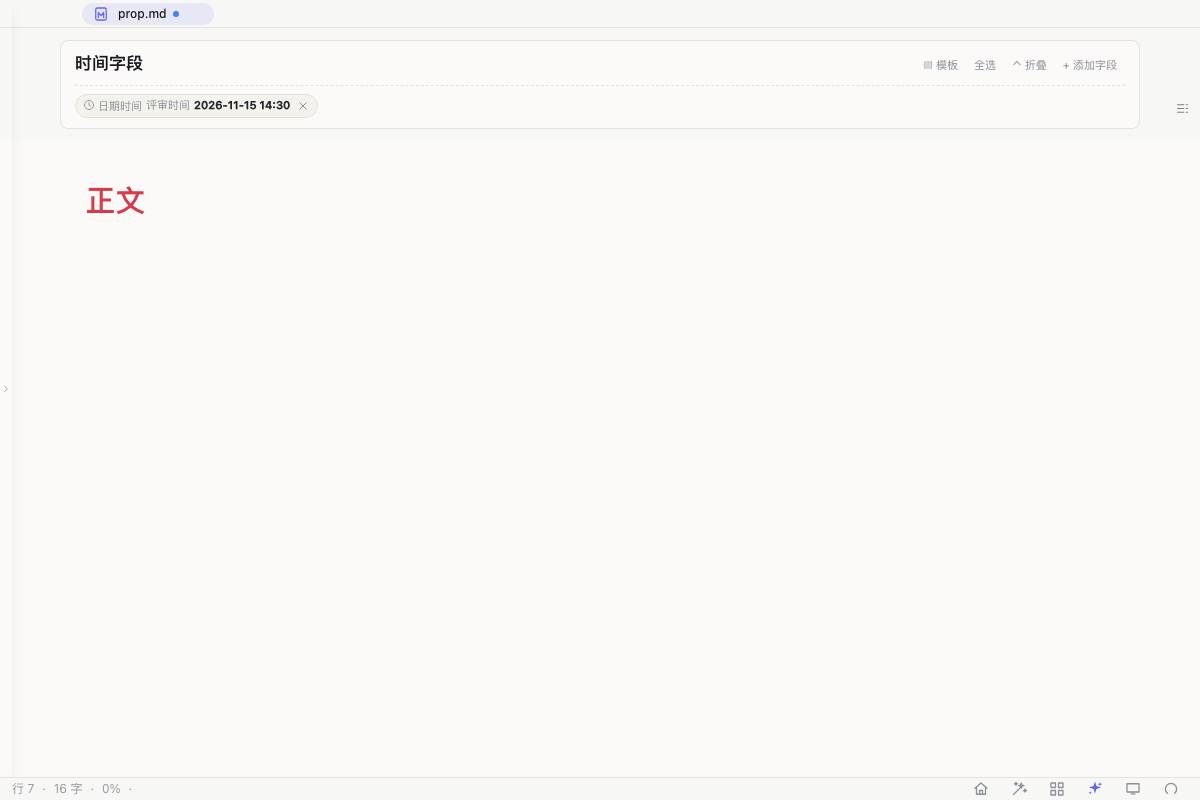 prop.md
时间字段
模板 全选 折叠 + 添加字段
日期时间 评审时间 2026-11-15 14:30
正文
行 7 · 16 字 · 0% ·